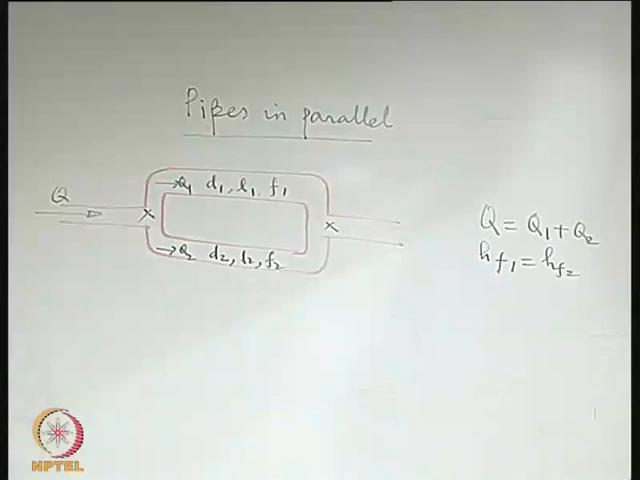 Pipes in parallel
Q
Q1 d1, l1, f1
Q2 d2, l2, f2
Q = Q1 + Q2
hf1 = hf2
NPTEL